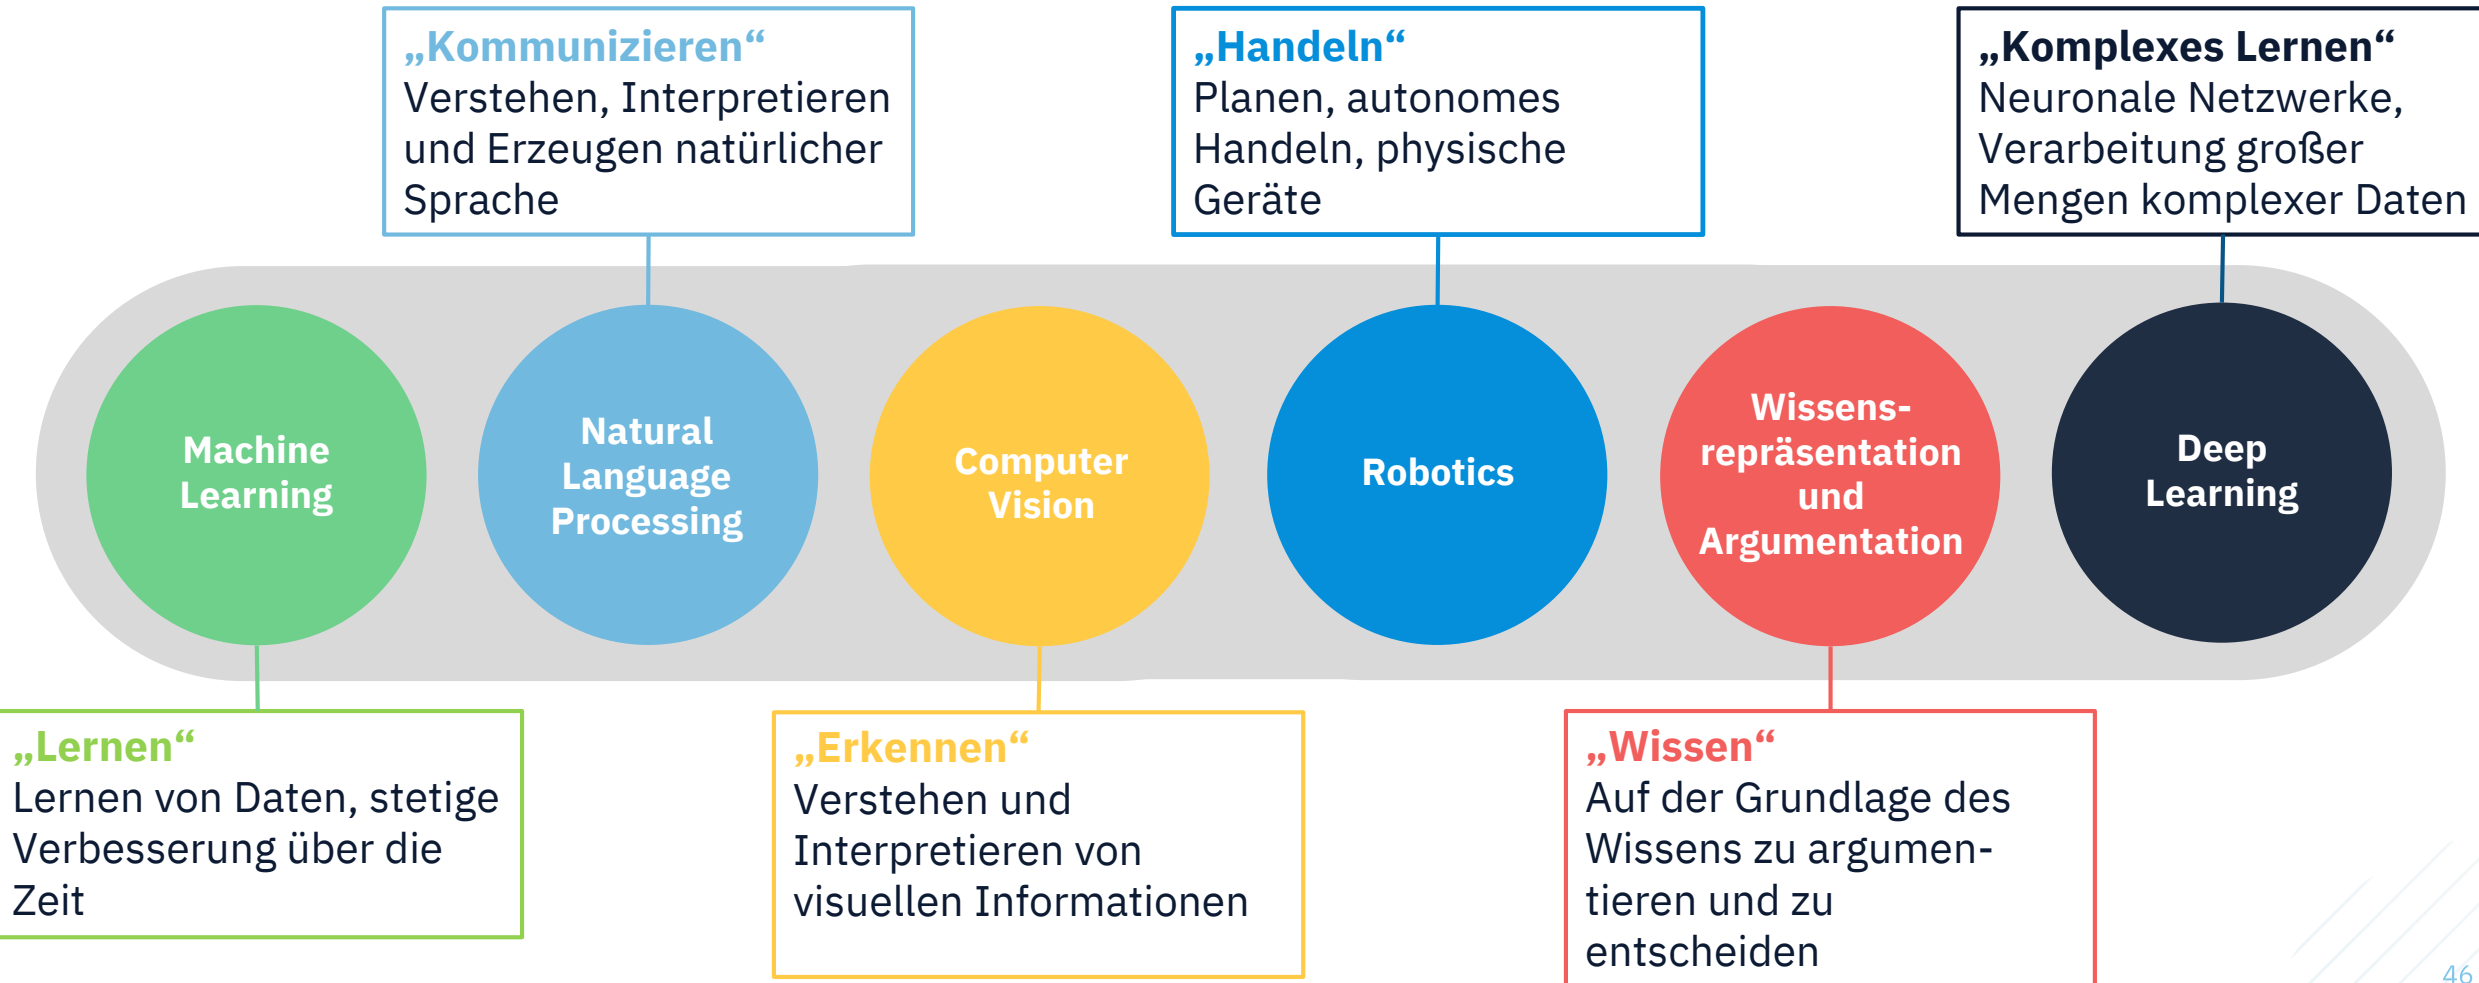 „Kommunizieren“
Verstehen, Interpretieren
und Erzeugen natürlicher
Sprache
„Handeln“
Planen, autonomes
Handeln, physische
Geräte
„Komplexes Lernen“
Neuronale Netzwerke,
Verarbeitung großer
Mengen komplexer Daten
Machine
Learning
Natural
Language
Processing
Computer
Vision
Robotics
Wissens-
repräsentation
und
Argumentation
Deep
Learning
„Lernen“
Lernen von Daten, stetige
Verbesserung über die
Zeit
„Erkennen“
Verstehen und
Interpretieren von
visuellen Informationen
„Wissen“
Auf der Grundlage des
Wissens zu argumen-
tieren und zu
entscheiden
46